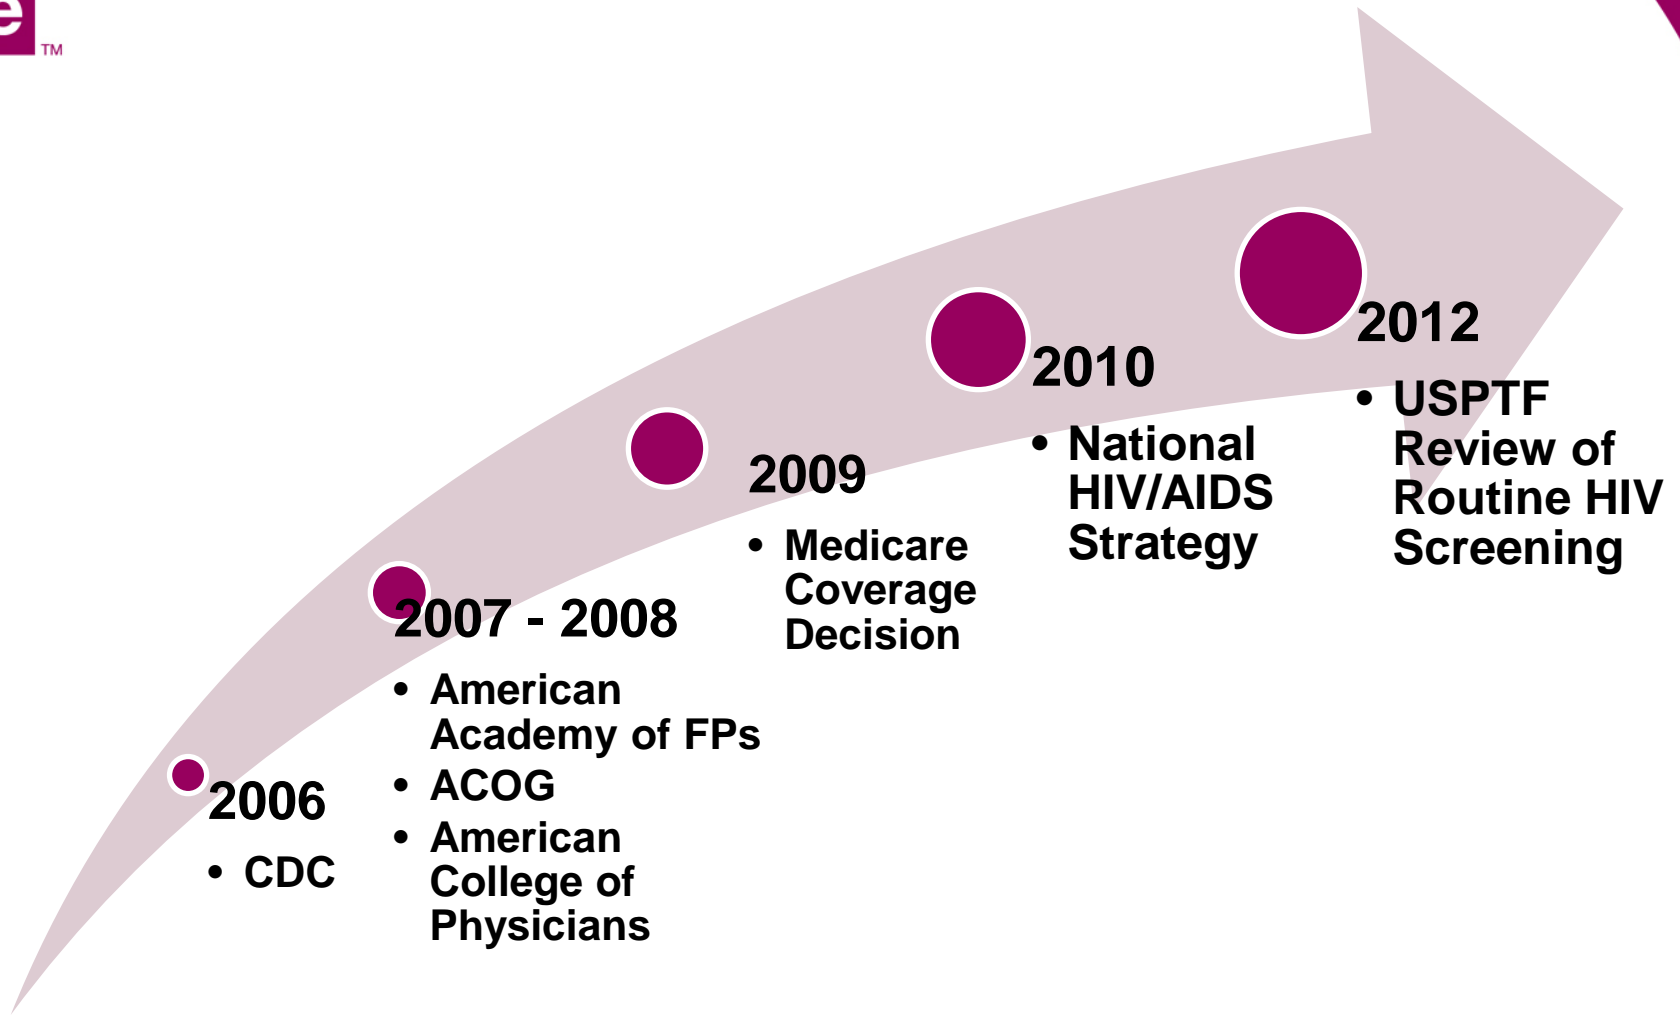 e
TM
2006
• CDC
2007 - 2008
• American
Academy of FPs
• ACOG
• American
College of
Physicians
2009
• Medicare
Coverage
Decision
2010
• National
HIV/AIDS
Strategy
2012
• USPTF
Review of
Routine HIV
Screening